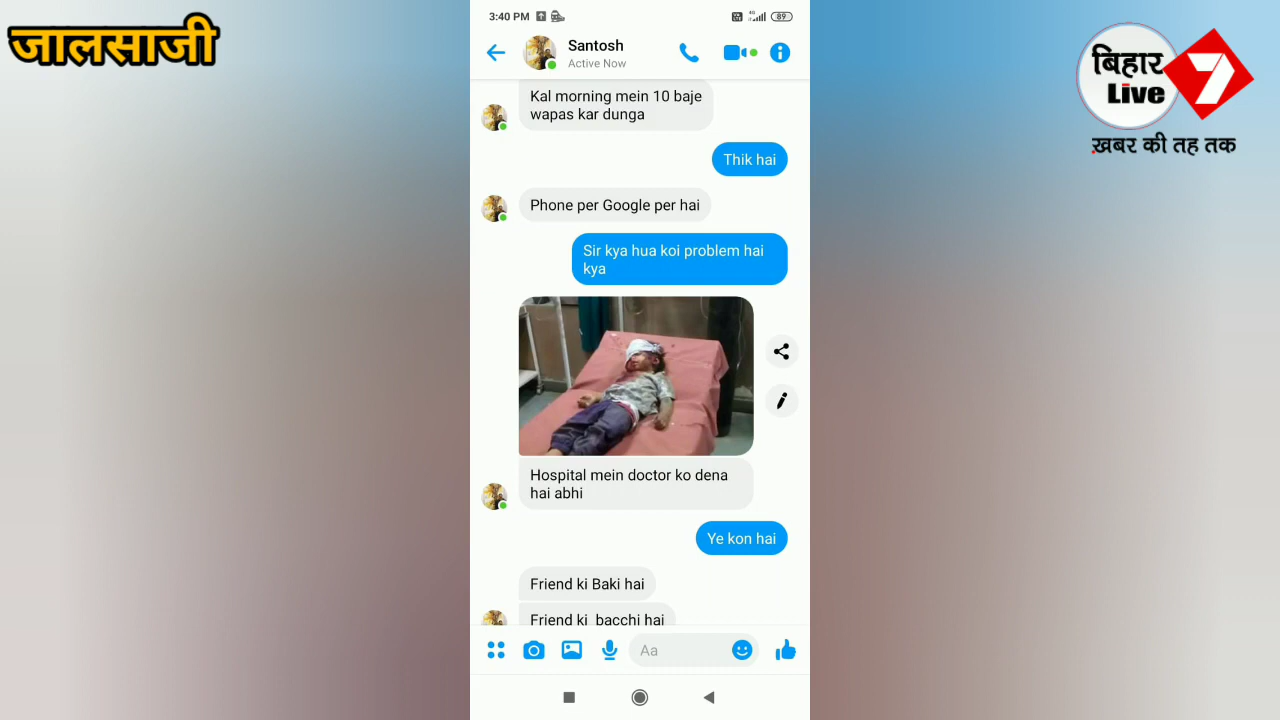 जालसाजी
बिहार
Live
7
ख़बर की तह तक
3:40 PM
4G
89
Santosh
Active Now
Kal morning mein 10 baje
wapas kar dunga
Thik hai
Phone per Google per hai
Sir kya hua koi problem hai
kya
Hospital mein doctor ko dena
hai abhi
Ye kon hai
Friend ki Baki hai
Friend ki bacchi hai
Aa